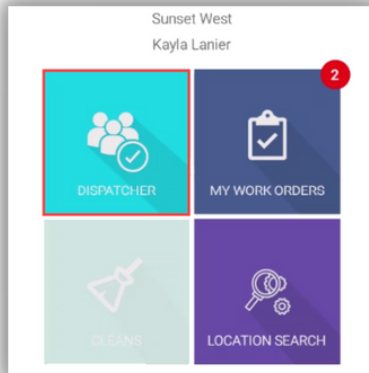 Sunset West
Kayla Lanier
2
DISPATCHER
MY WORK ORDERS
CLEANS
LOCATION SEARCH